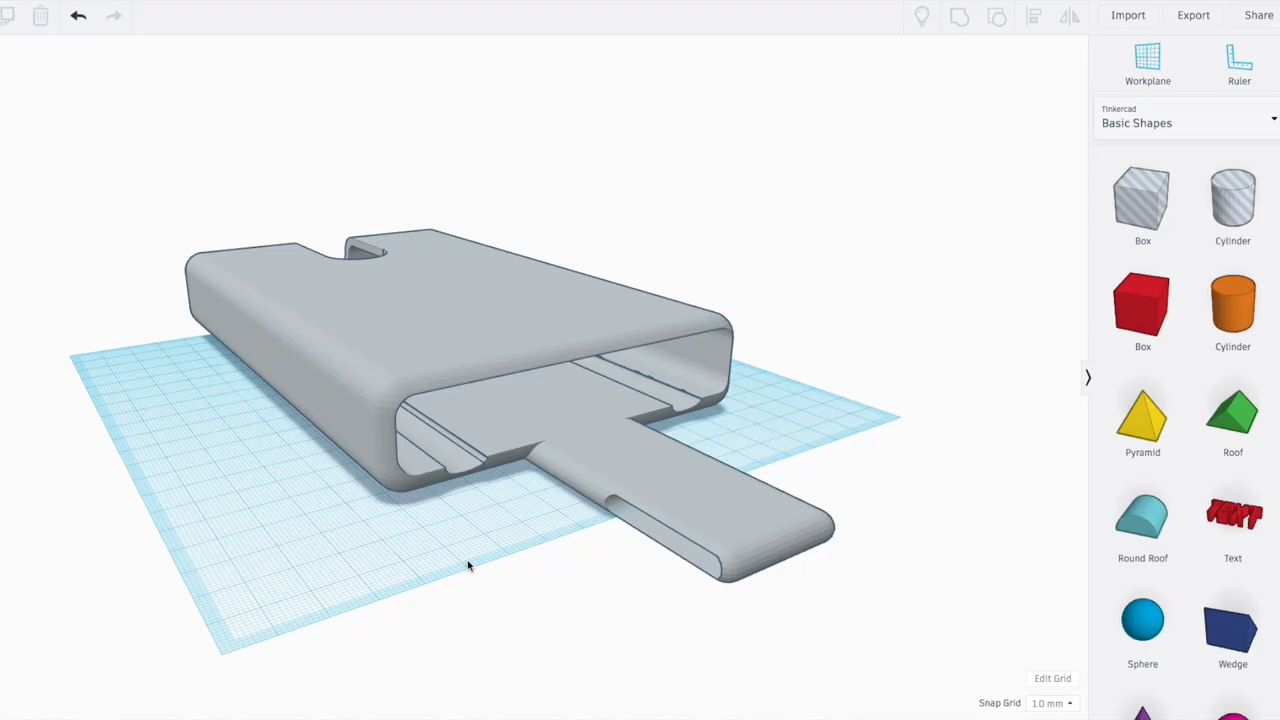 Import Export Share
Workplane Ruler
Tinkercad
Basic Shapes
Box Cylinder
Box Cylinder
Pyramid Roof
TEXT
Round Roof Text
Sphere Wedge
Edit Grid
Snap Grid 1.0 mm